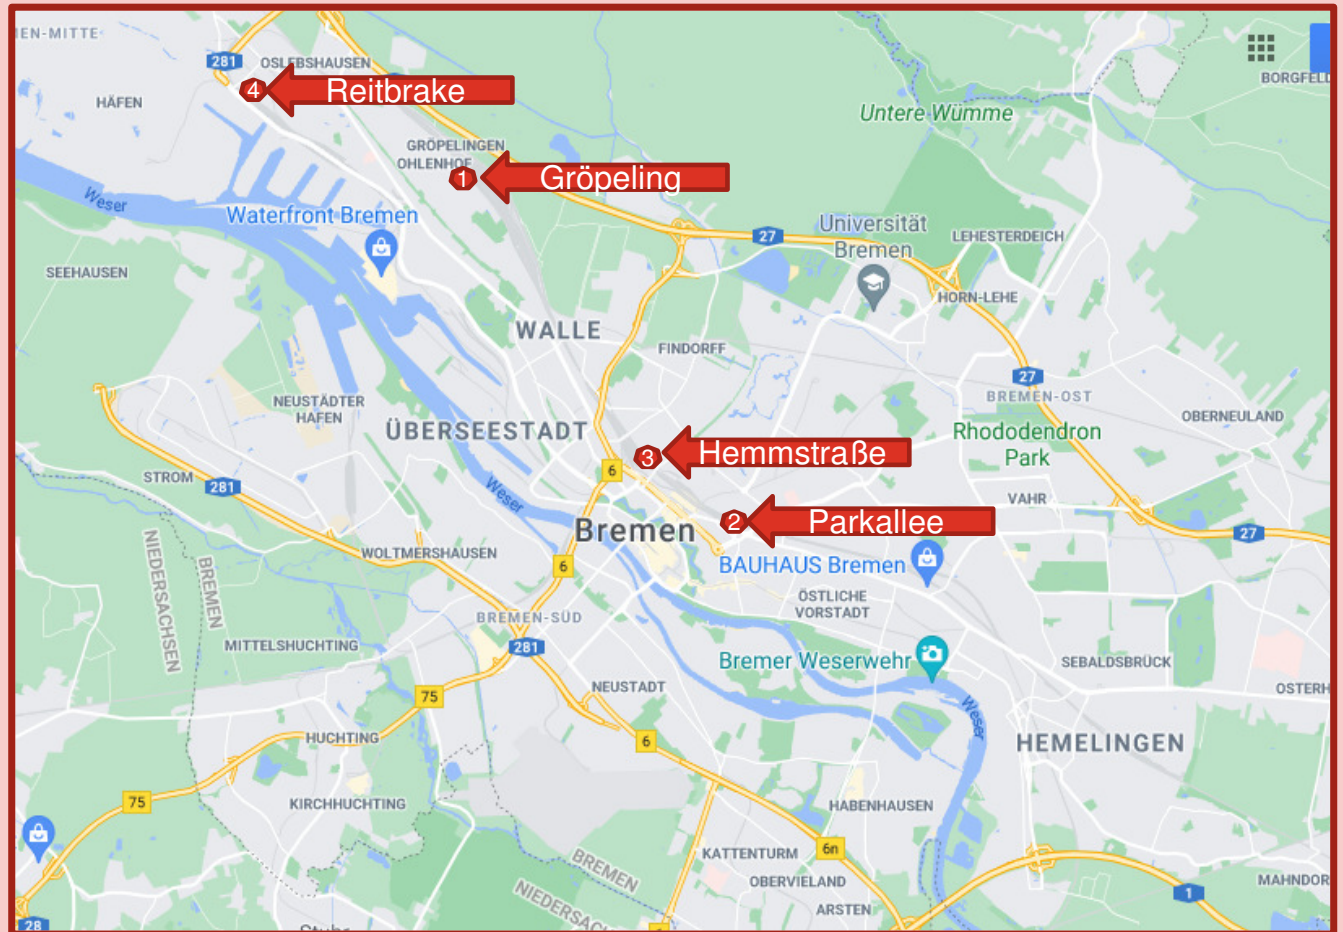 IEN-MITTE
281
OSLEBSHAUSEN
4
Reitbrake
HÄFEN
BORGFELD
Untere Wümme
GRÖPELINGEN
OHLENHOF
1
Gröpeling
Weser
Waterfront Bremen
Universität
Bremen
27
LEHESTERDEICH
SEEHAUSEN
HORN-LEHE
WALLE
FINDORFF
27
BREMEN-OST
NEUSTÄDTER
HAFEN
ÜBERSEESTADT
OBERNEULAND
Rhododendron
Park
3
Hemmstraße
6
STROM
281
Weser
VAHR
2
Parkallee
Bremen
27
NIEDERSACHSEN
BREMEN
WOLTMERSHAUSEN
6
BAUHAUS Bremen
ÖSTLICHE
VORSTADT
BREMEN-SÜD
MITTELSHUCHTING
281
Bremer Weserwehr
SEBALDSBRÜCK
NEUSTADT
75
OSTERH
Weser
HUCHTING
6
HEMELINGEN
75
KIRCHHUCHTING
HABENHAUSEN
KATTENTURM
6n
BREMEN
OBERVIELAND
MAHNDOR
NIEDERSAC
1
ARSTEN
28
Stuhr